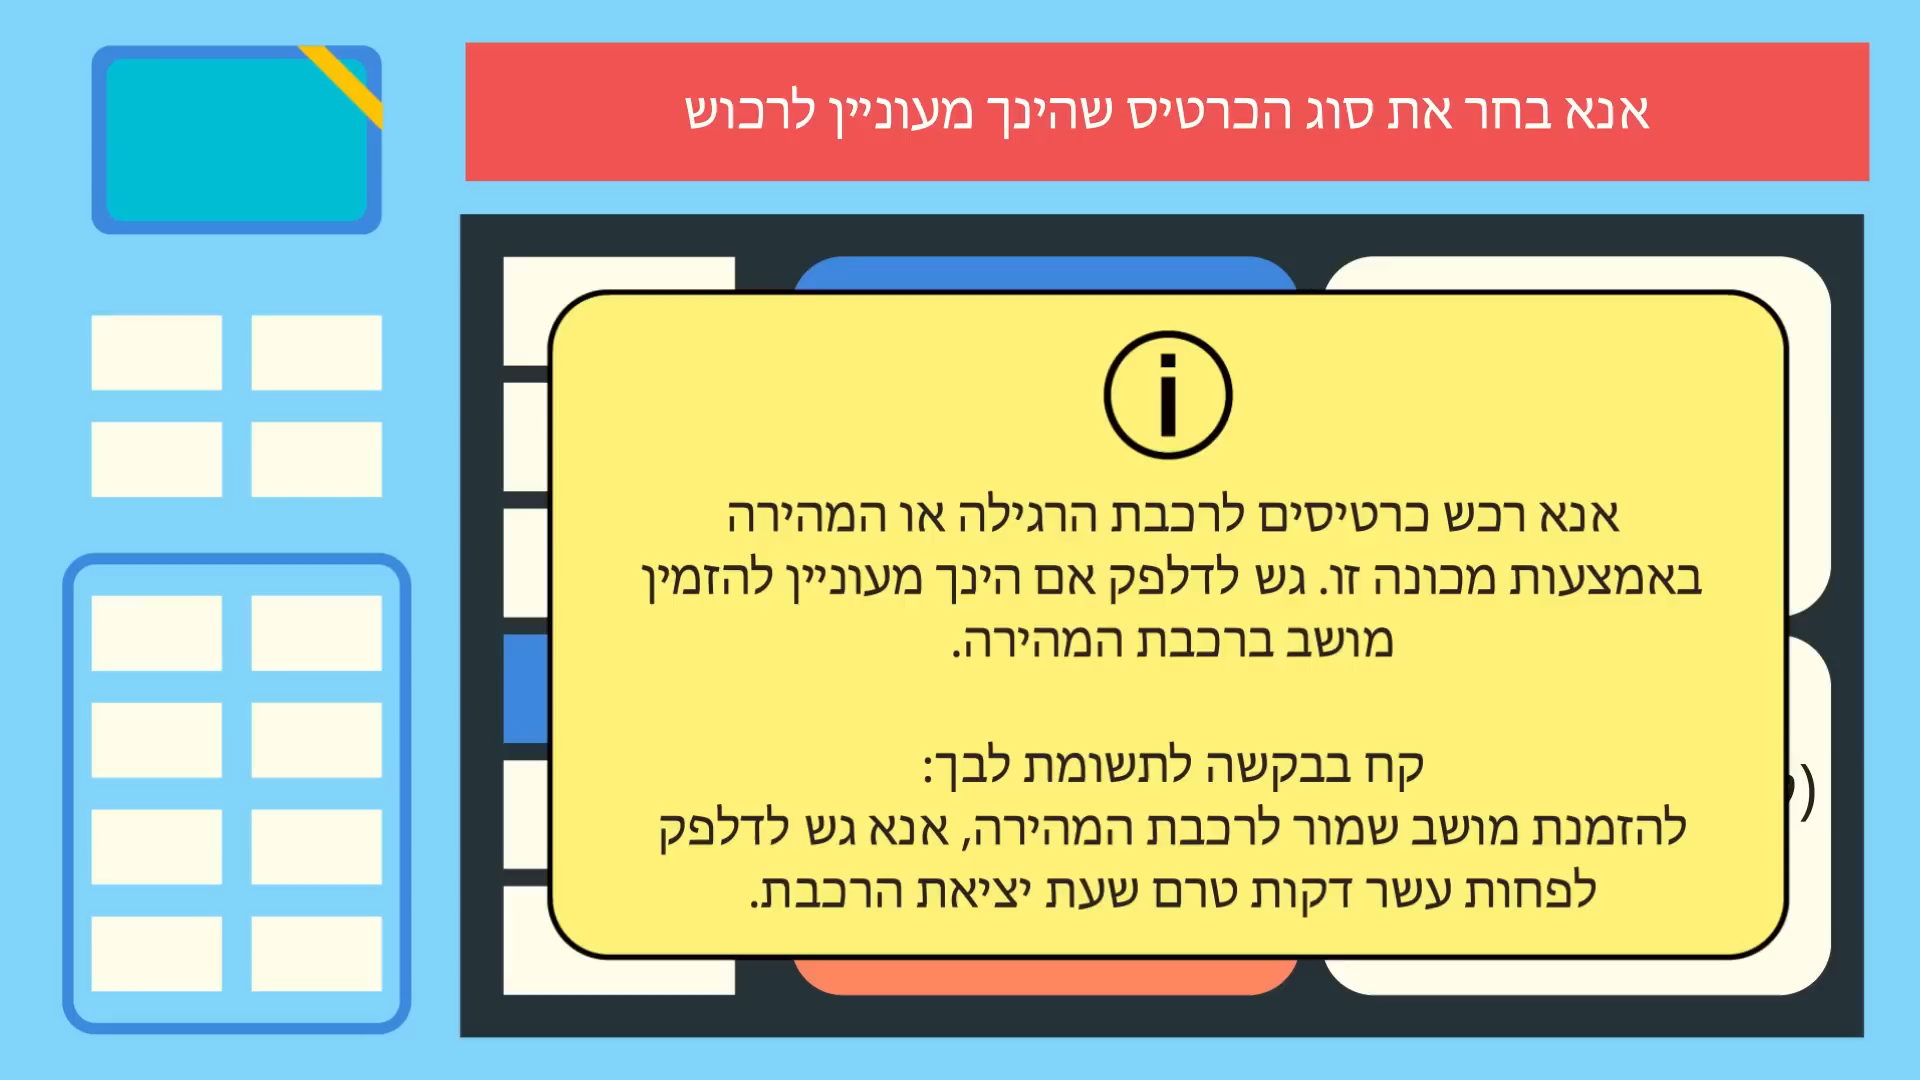 אנא בחר את סוג הכרטיס שהינך מעוניין לרכוש
i
אנא רכש כרטיסים לרכבת הרגילה או המהירה
באמצעות מכונה זו. גש לדלפק אם הינך מעוניין להזמין
מושב ברכבת המהירה.
קח בבקשה לתשומת לבך:
להזמנת מושב שמור לרכבת המהירה, אנא גש לדלפק
לפחות עשר דקות טרם שעת יציאת הרכבת.